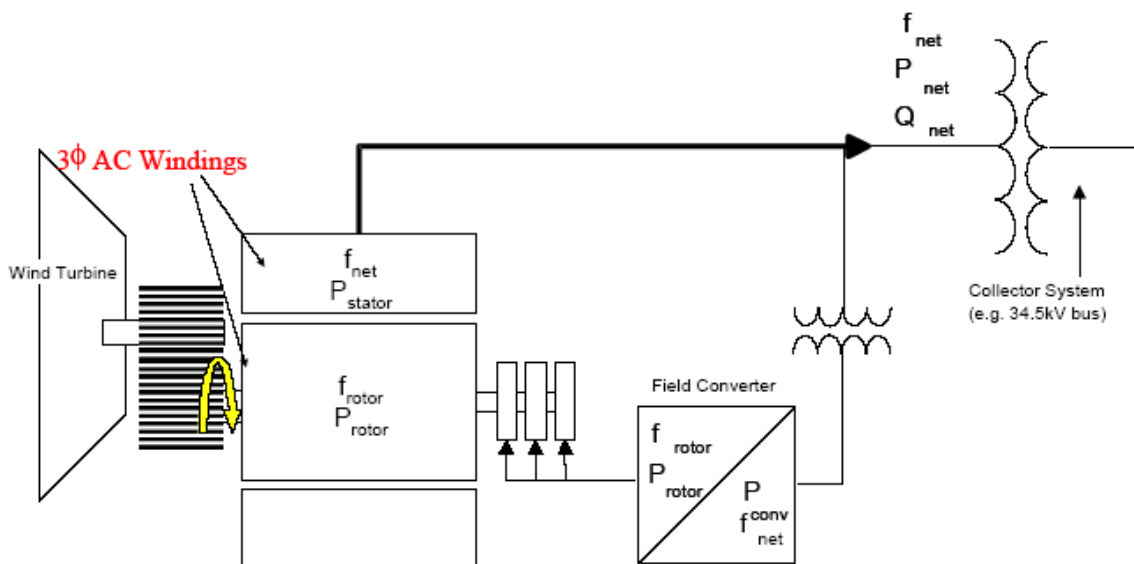 f net
P net
Q net
3ϕ AC Windings
Wind Turbine
f net
P stator
Collector System
(e.g. 34.5kV bus)
Field Converter
f rotor
P rotor
f rotor
P rotor
P conv
f net